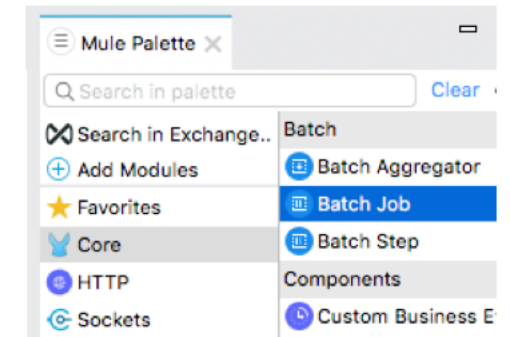 Mule Palette
Search in palette
Clear
Search in Exchange..
Add Modules
Favorites
Core
HTTP
Sockets
Batch
Batch Aggregator
Batch Job
Batch Step
Components
Custom Business E